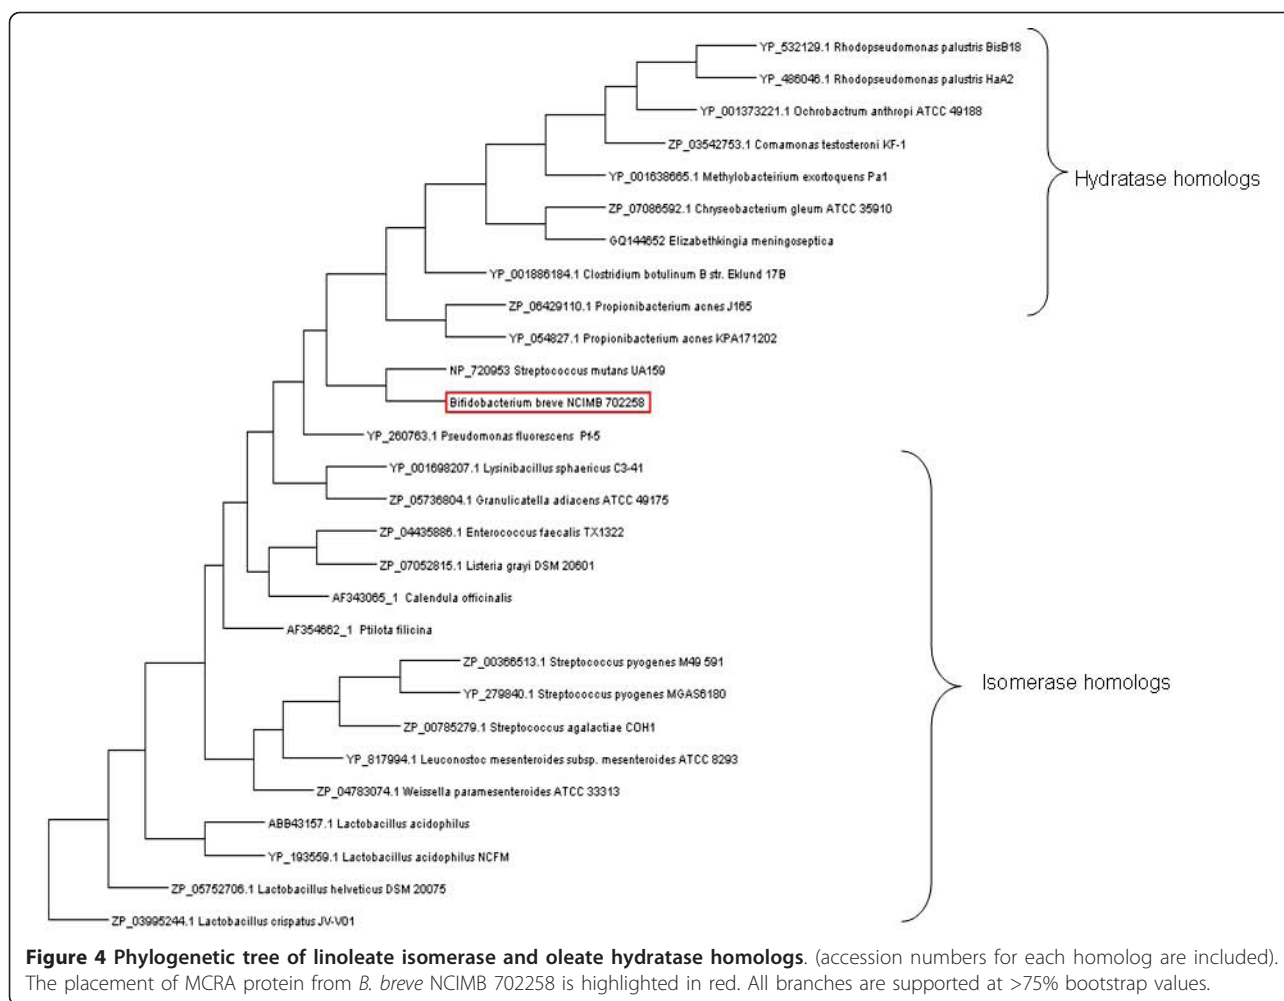 YP_532129.1 Rhodopseudomonas palustris BisB18
YP_486046.1 Rhodopseudomonas palustris HaA2
YP_001373221.1 Ochrobactrum anthropi ATCC 49188
ZP_03542753.1 Comamonas testosteroni KF-1
YP_001638665.1 Methylobacteirium exortoquens Pa1
Hydratase homologs
ZP_07086592.1 Chryseobacterium gleum ATCC 35910
GQ144652 Elizabethkingia meningoseptica
YP_001886184.1 Clostridium botulinum B str. Eklund 17B
ZP_06429110.1 Propionibacterium acnes J165
YP_054827.1 Propionibacterium acnes KPA171202
NP_720953 Streptococcus mutans UA159
Bifidobacterium breve NCIMB 702258
YP_260763.1 Pseudomonas fluorescens Pf-5
YP_001698207.1 Lysinibacillus sphaericus C3-41
ZP_05736804.1 Granulicatella adiacens ATCC 49175
ZP_04435886.1 Enterococcus faecalis TX1322
ZP_07052815.1 Listeria grayi DSM 20601
AF343065_1 Calendula officinalis
AF354662_1 Ptilota filicina
ZP_00366513.1 Streptococcus pyogenes M49 591
Isomerase homologs
YP_279840.1 Streptococcus pyogenes MGAS6180
ZP_00785279.1 Streptococcus agalactiae COH1
YP_817994.1 Leuconostoc mesenteroides subsp. mesenteroides ATCC 8293
ZP_04783074.1 Weissella paramesenteroides ATCC 33313
ABB43157.1 Lactobacillus acidophilus
YP_193559.1 Lactobacillus acidophilus NCFM
ZP_05752706.1 Lactobacillus helveticus DSM 20075
ZP_03995244.1 Lactobacillus crispatus JV-V01
Figure 4 Phylogenetic tree of linoleate isomerase and oleate hydratase homologs. (accession numbers for each homolog are included).
The placement of MCRA protein from B. breve NCIMB 702258 is highlighted in red. All branches are supported at >75% bootstrap values.